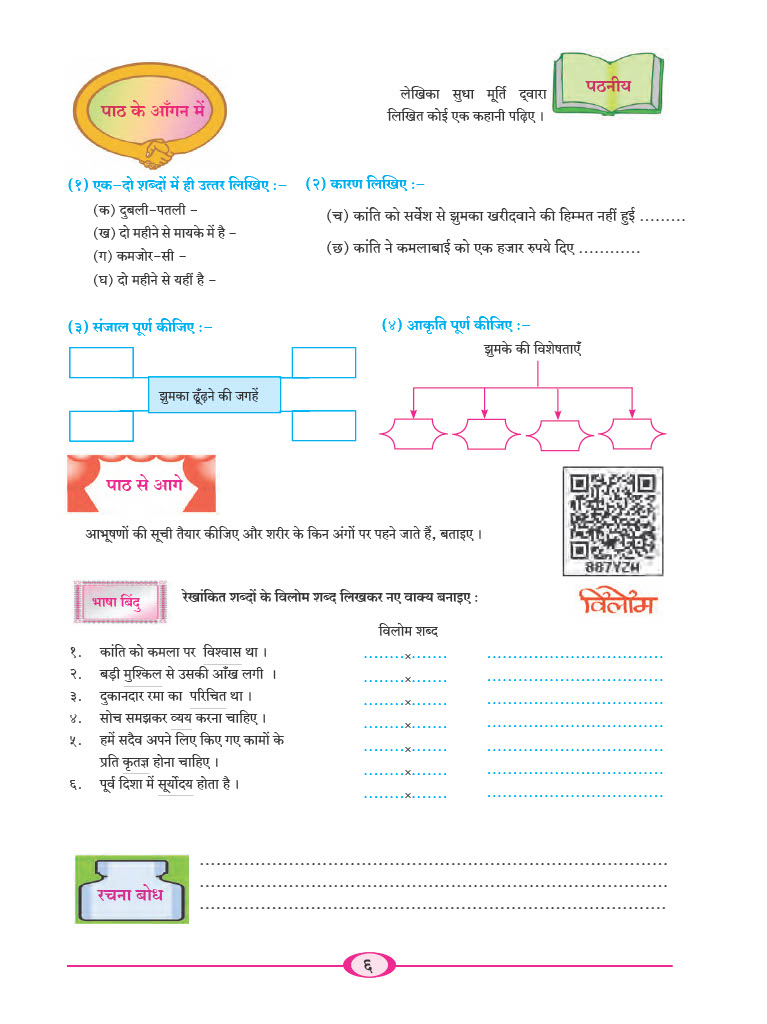 पाठ के आँगन में
लेखिका सुधा मूर्ति द्‌वारा
लिखित कोई एक कहानी पढ़िए ।
पठनीय
(१) एक-दो शब्दों में ही उत्तर लिखिए :-
(क) दुबली-पतली -
(ख) दो महीने से मायके में है -
(ग) कमजोर-सी -
(घ) दो महीने से यहीं है -
(२) कारण लिखिए :-
(च) कांति को सर्वेश से झुमका खरीदवाने की हिम्मत नहीं हुई .........
(छ) कांति ने कमलाबाई को एक हजार रुपये दिए ............
(३) संजाल पूर्ण कीजिए :-
झुमका ढूँढ़ने की जगहें
(४) आकृति पूर्ण कीजिए :-
झुमके की विशेषताएँ
पाठ से आगे
आभूषणों की सूची तैयार कीजिए और शरीर के किन अंगों पर पहने जाते हैं, बताइए ।
887YZW
भाषा बिंदु
रेखांकित शब्दों के विलोम शब्द लिखकर नए वाक्य बनाइए :
विलोम
विलोम शब्द
१. कांति को कमला पर विश्वास था । ........×....... ................................
२. बड़ी मुश्किल से उसकी आँख लगी । ........×....... ................................
३. दुकानदार रमा का परिचित था । ........×....... ................................
४. सोच समझकर व्यय करना चाहिए । ........×....... ................................
५. हमें सदैव अपने लिए किए गए कामों के ........×....... ................................
प्रति कृतज्ञ होना चाहिए । ........×....... ................................
६. पूर्व दिशा में सूर्योदय होता है । ........×....... ................................
रचना बोध
....................................................................................
....................................................................................
....................................................................................
६